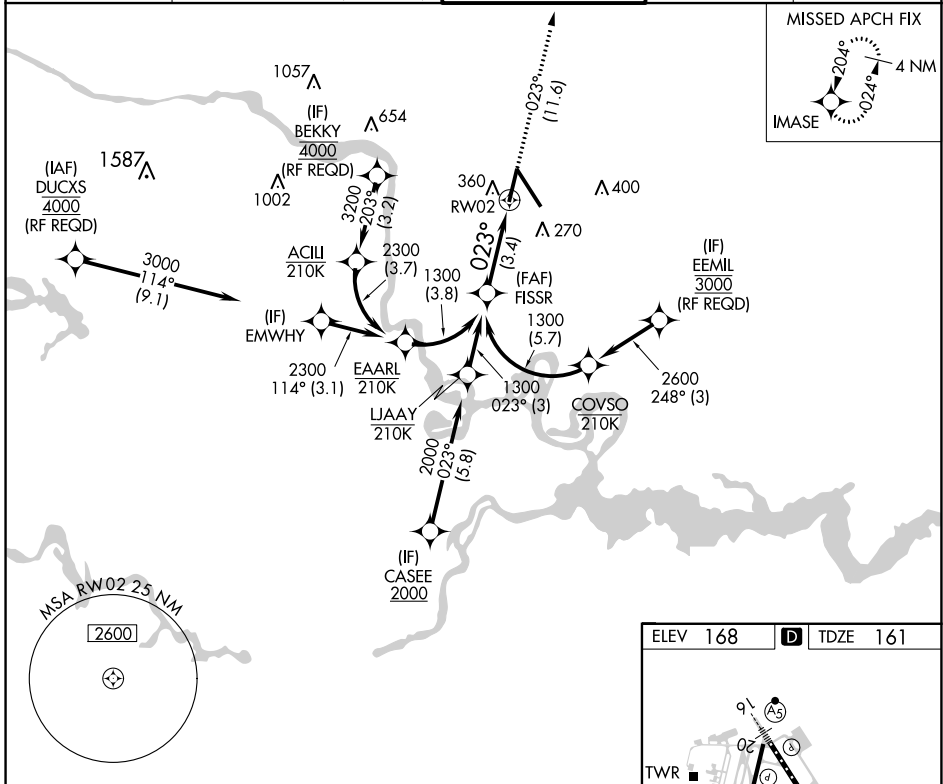 MISSED APCH FIX
204°
4 NM
024°
IMASE
1057
654
(IF)
BEKKY
4000
(RF REQD)
1587
1002
(IAF)
DUCXS
4000
(RF REQD)
3000
114°
(9.1)
3200
203°
(3.2)
023°
(11.6)
360
RW02
400
270
023°
(3.4)
ACILI
210K
2300
(3.7)
1300
(3.8)
(FAF)
FISSR
(IF)
EEMIL
3000
(RF REQD)
(IF)
EMWHY
2300
114° (3.1)
EAARL
210K
1300
(5.7)
1300
023° (3)
2600
248° (3)
COVSO
210K
LJAAY
210K
2000
023°
(5.8)
(IF)
CASEE
2000
MSA RW02 25 NM
2600
ELEV 168 D TDZE 161
16
A5
20
P
TWR
P